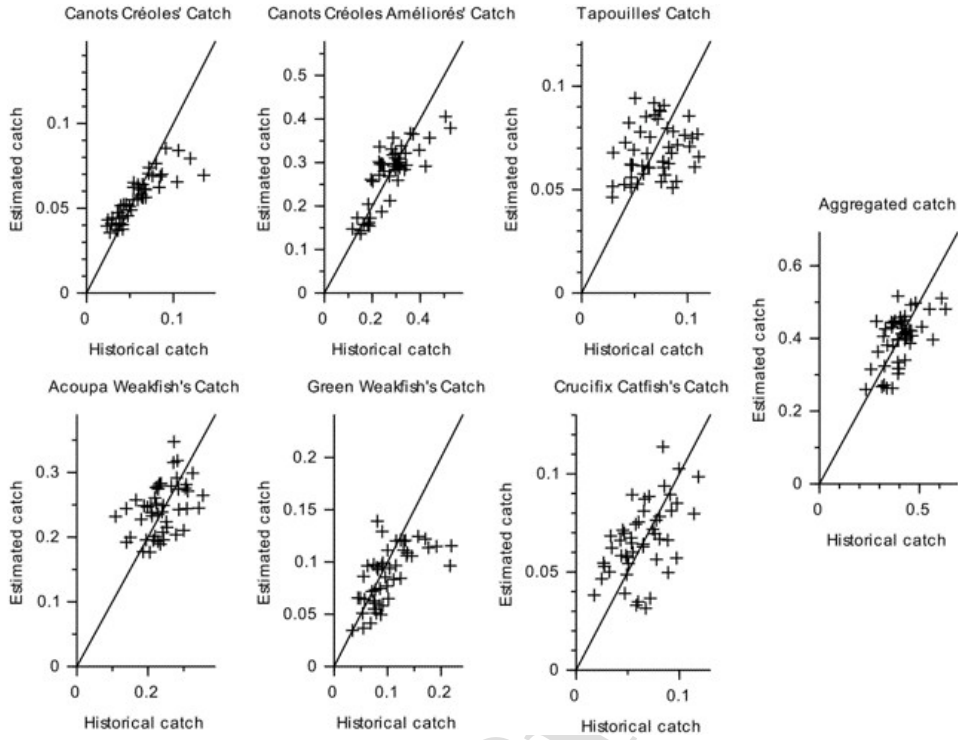 Canots Créoles' Catch
Estimated catch
0.1
0.05
0
0
0.1
Historical catch
Canots Créoles Améliorés' Catch
Estimated catch
0.5
0.4
0.3
0.2
0.1
0
0
0.2
0.4
Historical catch
Tapouilles' Catch
Estimated catch
0.1
0.05
0
0
0.1
Historical catch
Aggregated catch
Estimated catch
0.6
0.4
0.2
0
0
0.5
Historical catch
Acoupa Weakfish's Catch
Estimated catch
0.3
0.2
0.1
0
0
0.2
Historical catch
Green Weakfish's Catch
Estimated catch
0.2
0.15
0.1
0.05
0
0
0.1
0.2
Historical catch
Crucifix Catfish's Catch
Estimated catch
0.1
0.05
0
0
0.1
Historical catch